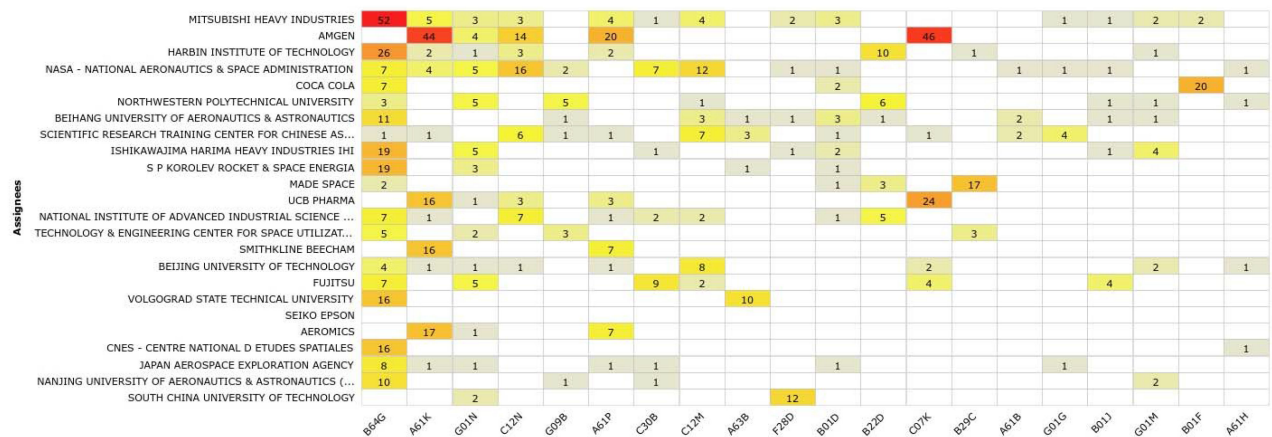 MITSUBISHI HEAVY INDUSTRIES 52 5 3 3 4 1 4 2 3 1 1 2 2
AMGEN 44 4 14 20 46
HARBIN INSTITUTE OF TECHNOLOGY 26 2 1 3 2 10 1 1
NASA - NATIONAL AERONAUTICS & SPACE ADMINISTRATION 7 4 5 16 2 7 12 1 1 1 1 1 1
COCA COLA 7 2 20
NORTHWESTERN POLYTECHNICAL UNIVERSITY 3 5 5 1 6 1 1 1
BEIHANG UNIVERSITY OF AERONAUTICS & ASTRONAUTICS 11 1 3 1 1 3 1 2 1 1
SCIENTIFIC RESEARCH TRAINING CENTER FOR CHINESE AS... 1 1 6 1 1 7 3 1 1 2 4
ISHIKAWAJIMA HARIMA HEAVY INDUSTRIES IHI 19 5 1 1 2 1 4
S P KOROLEV ROCKET & SPACE ENERGIA 19 3 1 1
MADE SPACE 2 1 3 17
UCB PHARMA 16 1 3 3 24
NATIONAL INSTITUTE OF ADVANCED INDUSTRIAL SCIENCE ... 7 1 7 1 2 2 1 5
TECHNOLOGY & ENGINEERING CENTER FOR SPACE UTILIZAT... 5 2 3 3
SMITHKLINE BEECHAM 16 7
BEIJING UNIVERSITY OF TECHNOLOGY 4 1 1 1 1 8 2 2 1
FUJITSU 7 5 9 2 4 4
VOLGOGRAD STATE TECHNICAL UNIVERSITY 16 10
SEIKO EPSON
AEROMICS 17 1 7
CNES - CENTRE NATIONAL D ETUDES SPATIALES 16 1
JAPAN AEROSPACE EXPLORATION AGENCY 8 1 1 1 1 1 1
NANJING UNIVERSITY OF AERONAUTICS & ASTRONAUTICS (... 10 1 1 2
SOUTH CHINA UNIVERSITY OF TECHNOLOGY 2 12
Assignees
B64G A61K G01N C12N G09B A61P C30B C12M A63B F28D B01D B22D C07K B29C A61B G01G B01J G01M B01F A61H